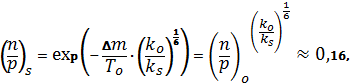 (n/p)_s = exp(-Δm/T_o · (k_o/k_s)^(1/6)) = (n/p)_o^((k_o/k_s)^(1/6)) ≈ 0,16,